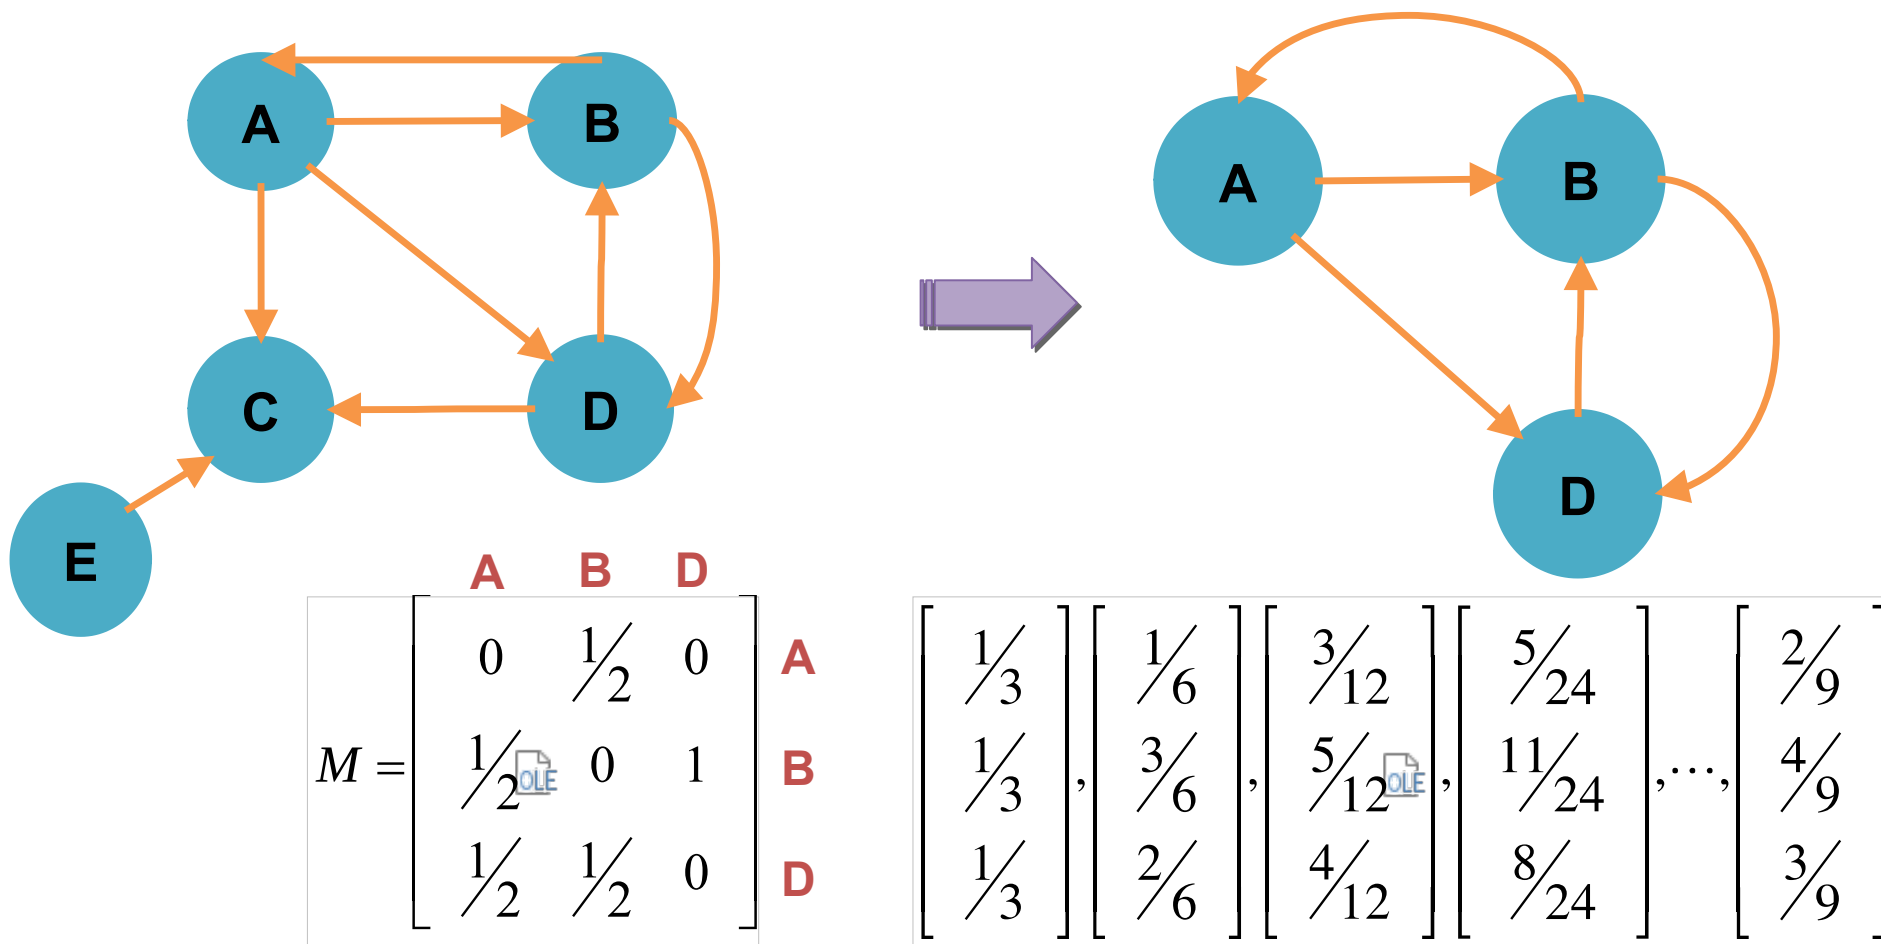 A B
A B
C D
D
E
A B D
M = [ 0 1/2 0 ] A
[ 1/2 0 1 ] B
[ 1/2 1/2 0 ] D
OLE
[ 1/3 ] [ 1/6 ] [ 3/12 ] [ 5/24 ] [ 2/9 ]
[ 1/3 ], [ 3/6 ], [ 5/12 ], [ 11/24 ],⋯, [ 4/9 ]
[ 1/3 ] [ 2/6 ] [ 4/12 ] [ 8/24 ] [ 3/9 ]
OLE